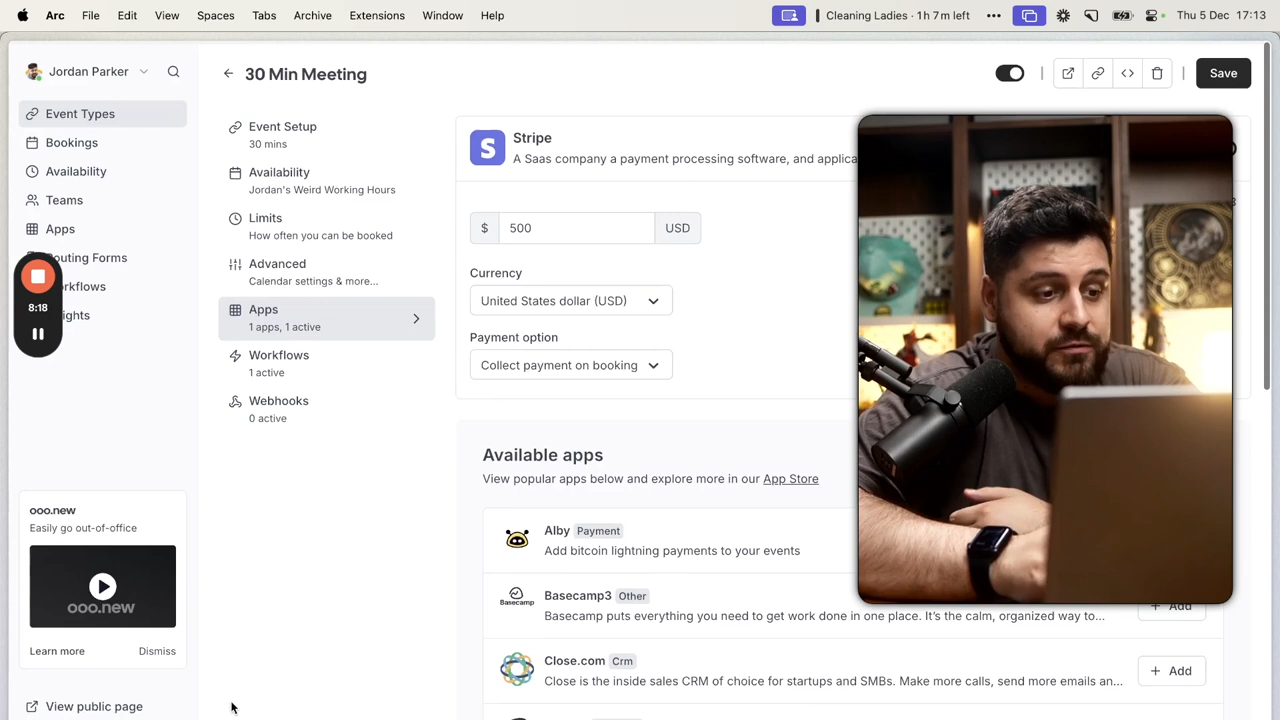 Arc File Edit View Spaces Tabs Archive Extensions Window Help
Cleaning Ladies · 1 h 7 m left
Thu 5 Dec 17:13
Jordan Parker
30 Min Meeting
Save
Event Types
Bookings
Availability
Teams
Apps
outing Forms
orkflows
ights
8:18
Event Setup
30 mins
Availability
Jordan's Weird Working Hours
Limits
How often you can be booked
Advanced
Calendar settings & more...
Apps
1 apps, 1 active
Workflows
1 active
Webhooks
0 active
S
Stripe
A Saas company a payment processing software, and applica
$ 500 USD
Currency
United States dollar (USD)
Payment option
Collect payment on booking
Available apps
View popular apps below and explore more in our App Store
Alby Payment
Add bitcoin lightning payments to your events
Basecamp
Basecamp3 Other
Basecamp puts everything you need to get work done in one place. It's the calm, organized way to...
Add
Close.com Crm
Close is the inside sales CRM of choice for startups and SMBs. Make more calls, send more emails an...
Add
ooo.new
Easily go out-of-office
ooo.new
Learn more Dismiss
View public page